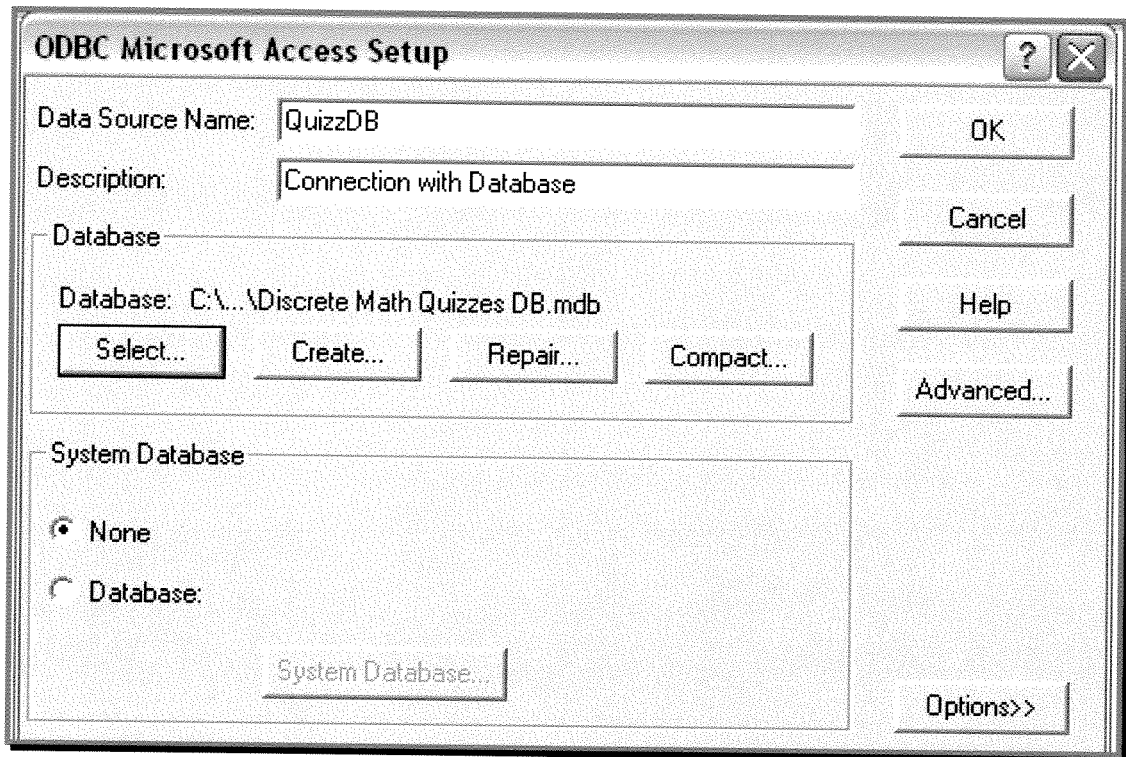 ODBC Microsoft Access Setup
?
Data Source Name: QuizzDB
OK
Description: Connection with Database
Cancel
Database
Database: C:\...\Discrete Math Quizzes DB.mdb
Help
Select... Create... Repair... Compact...
Advanced...
System Database
None
Database:
System Database...
Options>>